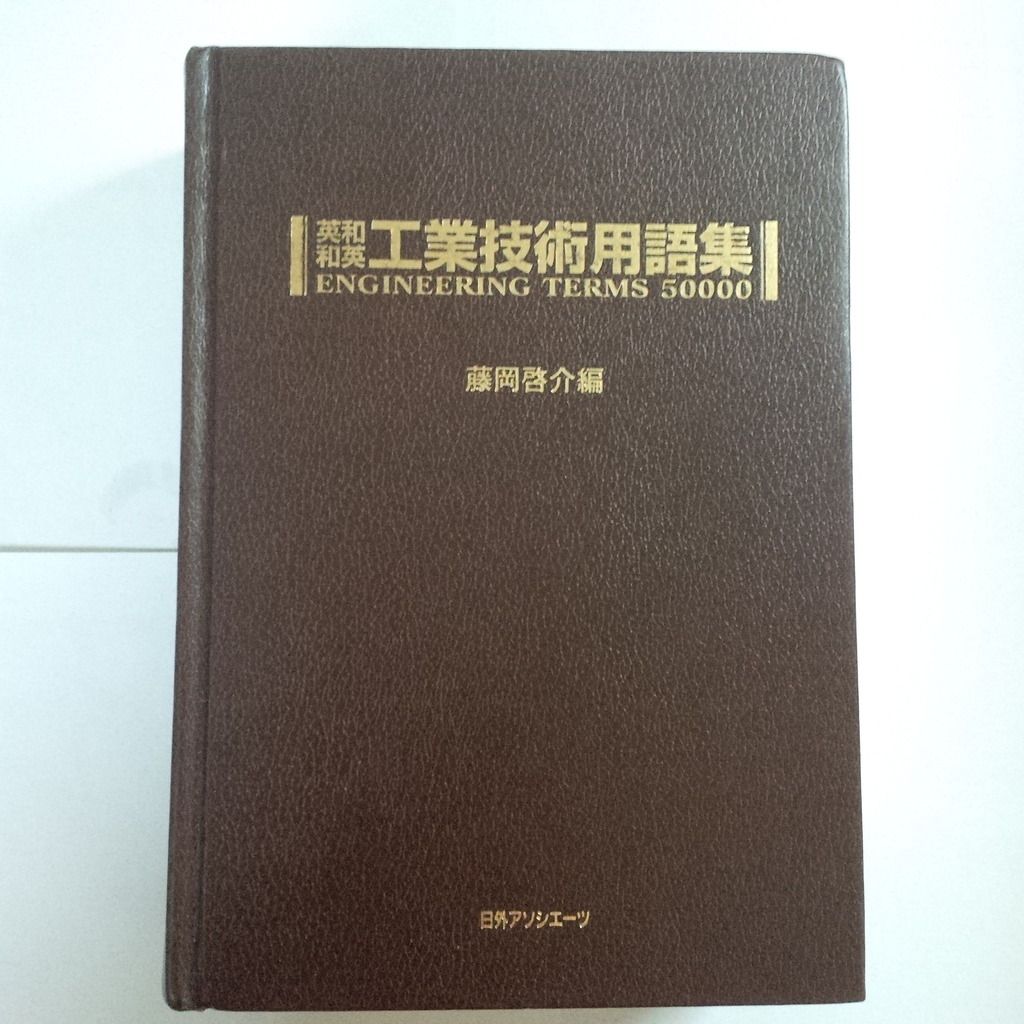 英和
和英
工業技術用語集
ENGINEERING TERMS 50000
藤岡啓介編
日外アソシエーツ